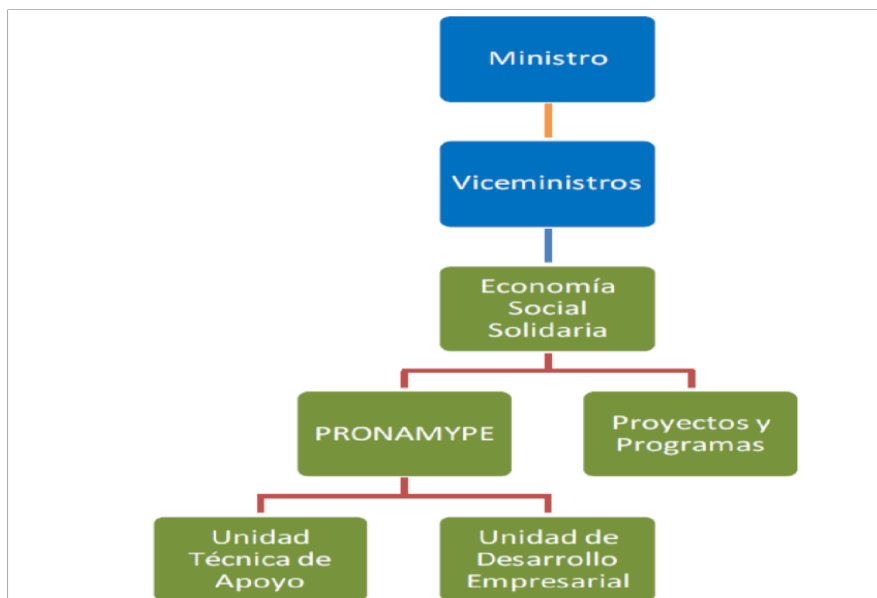 Ministro
Viceministros
Economía
Social
Solidaria
PRONAMYPE
Proyectos y
Programas
Unidad
Técnica de
Apoyo
Unidad de
Desarrollo
Empresarial